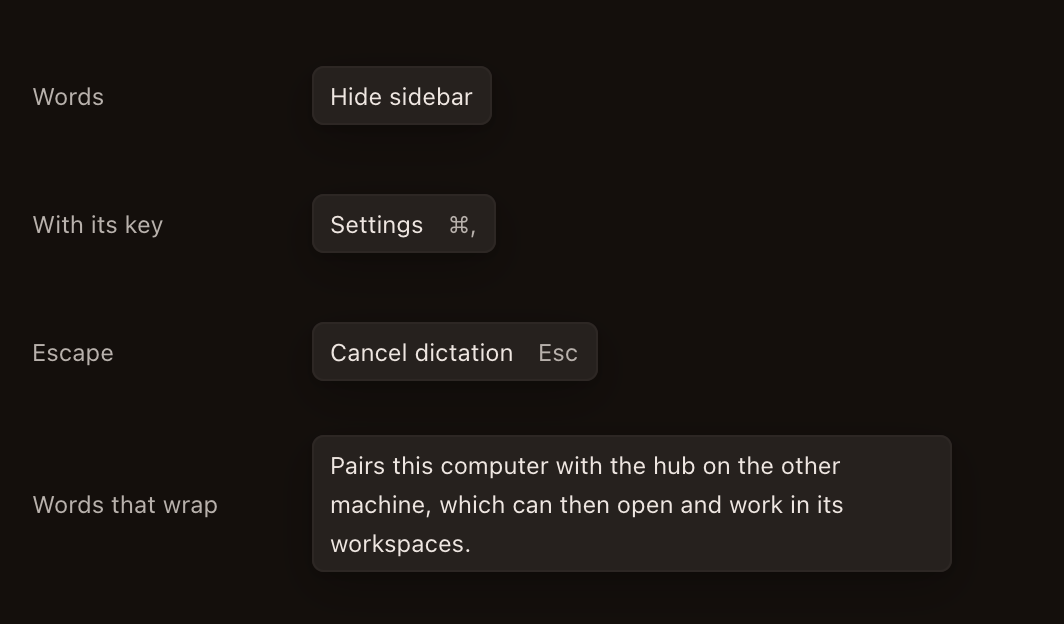 Words
Hide sidebar
With its key
Settings ⌘,
Escape
Cancel dictation Esc
Words that wrap
Pairs this computer with the hub on the other
machine, which can then open and work in its
workspaces.